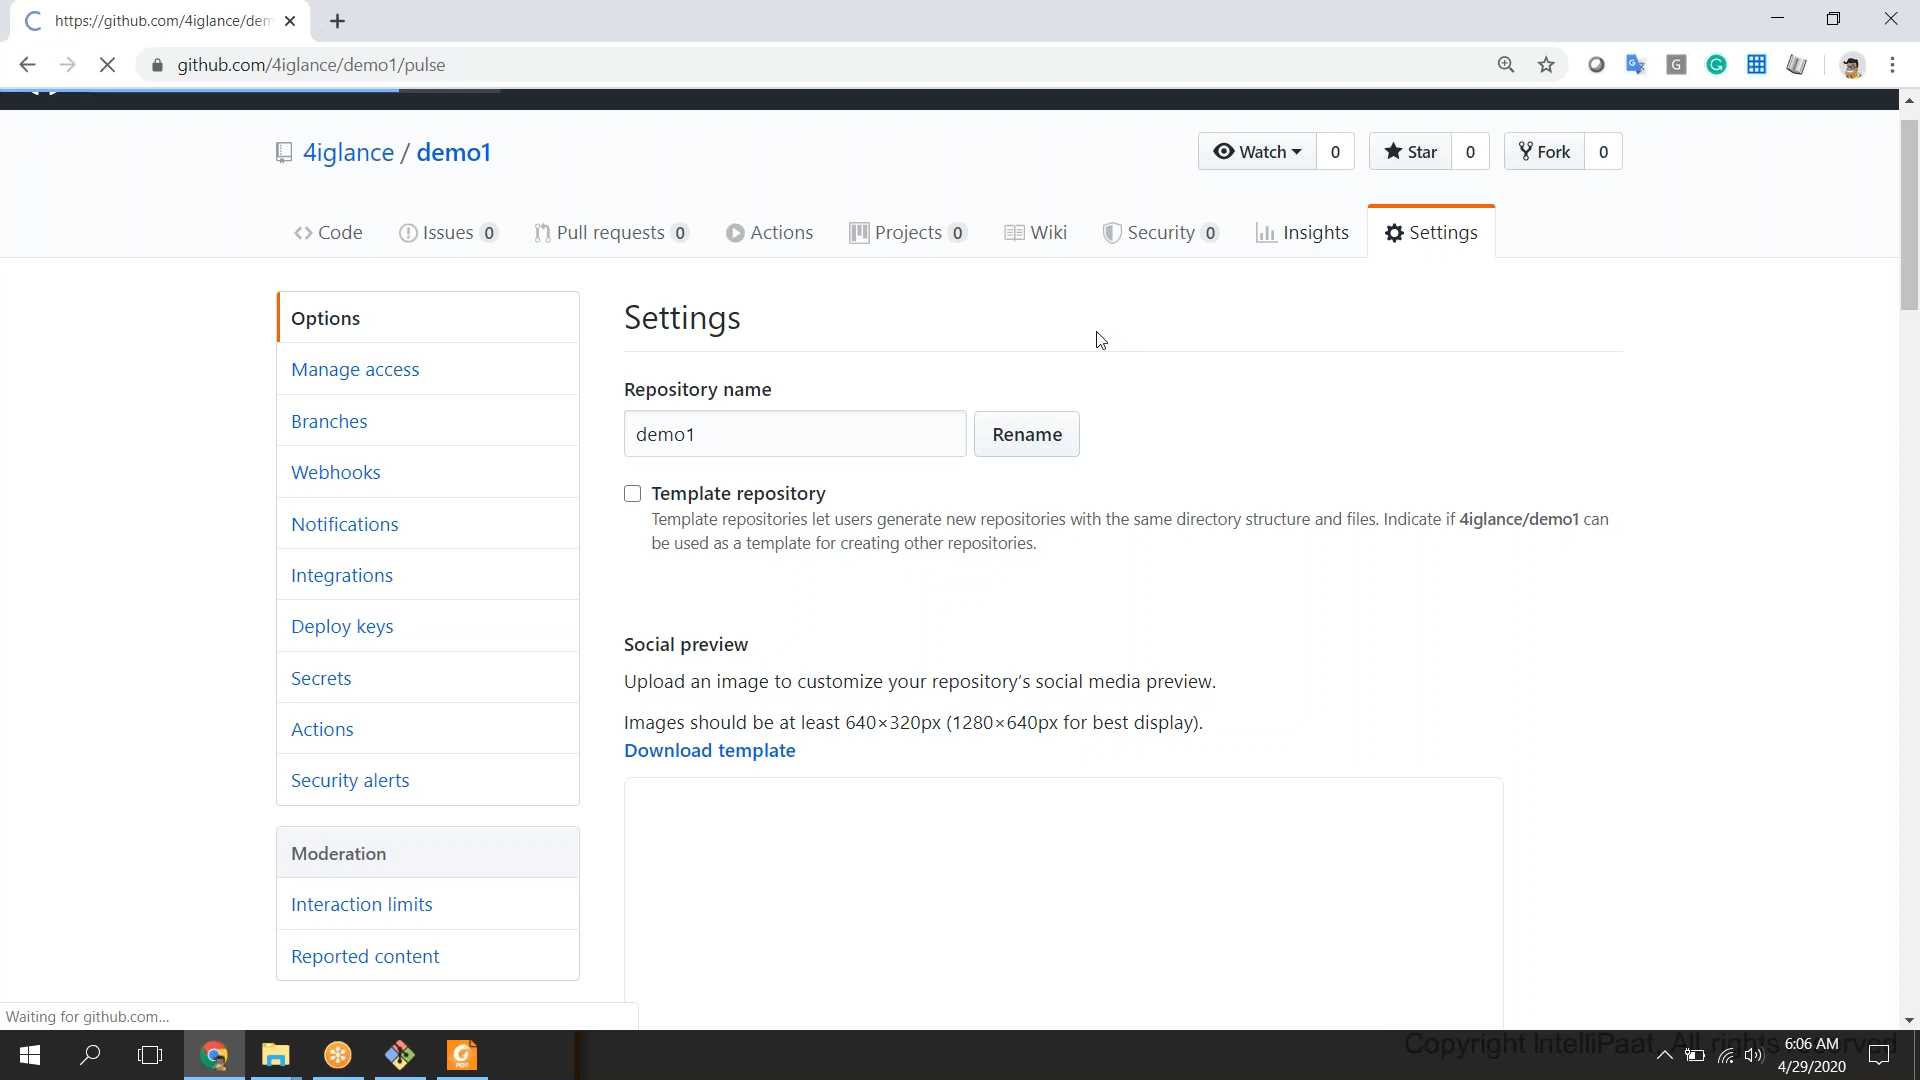 https://github.com/4iglance/dem
github.com/4iglance/demo1/pulse
4iglance / demo1
Watch 0 Star 0 Fork 0
Code Issues 0 Pull requests 0 Actions Projects 0 Wiki Security 0 Insights Settings
Options
Manage access
Branches
Webhooks
Notifications
Integrations
Deploy keys
Secrets
Actions
Security alerts
Moderation
Interaction limits
Reported content
Settings
Repository name
demo1 Rename
Template repository
Template repositories let users generate new repositories with the same directory structure and files. Indicate if 4iglance/demo1 can
be used as a template for creating other repositories.
Social preview
Upload an image to customize your repository's social media preview.
Images should be at least 640×320px (1280×640px for best display).
Download template
Waiting for github.com...
Copyright IntelliPaat, All rights reserved
6:06 AM
4/29/2020